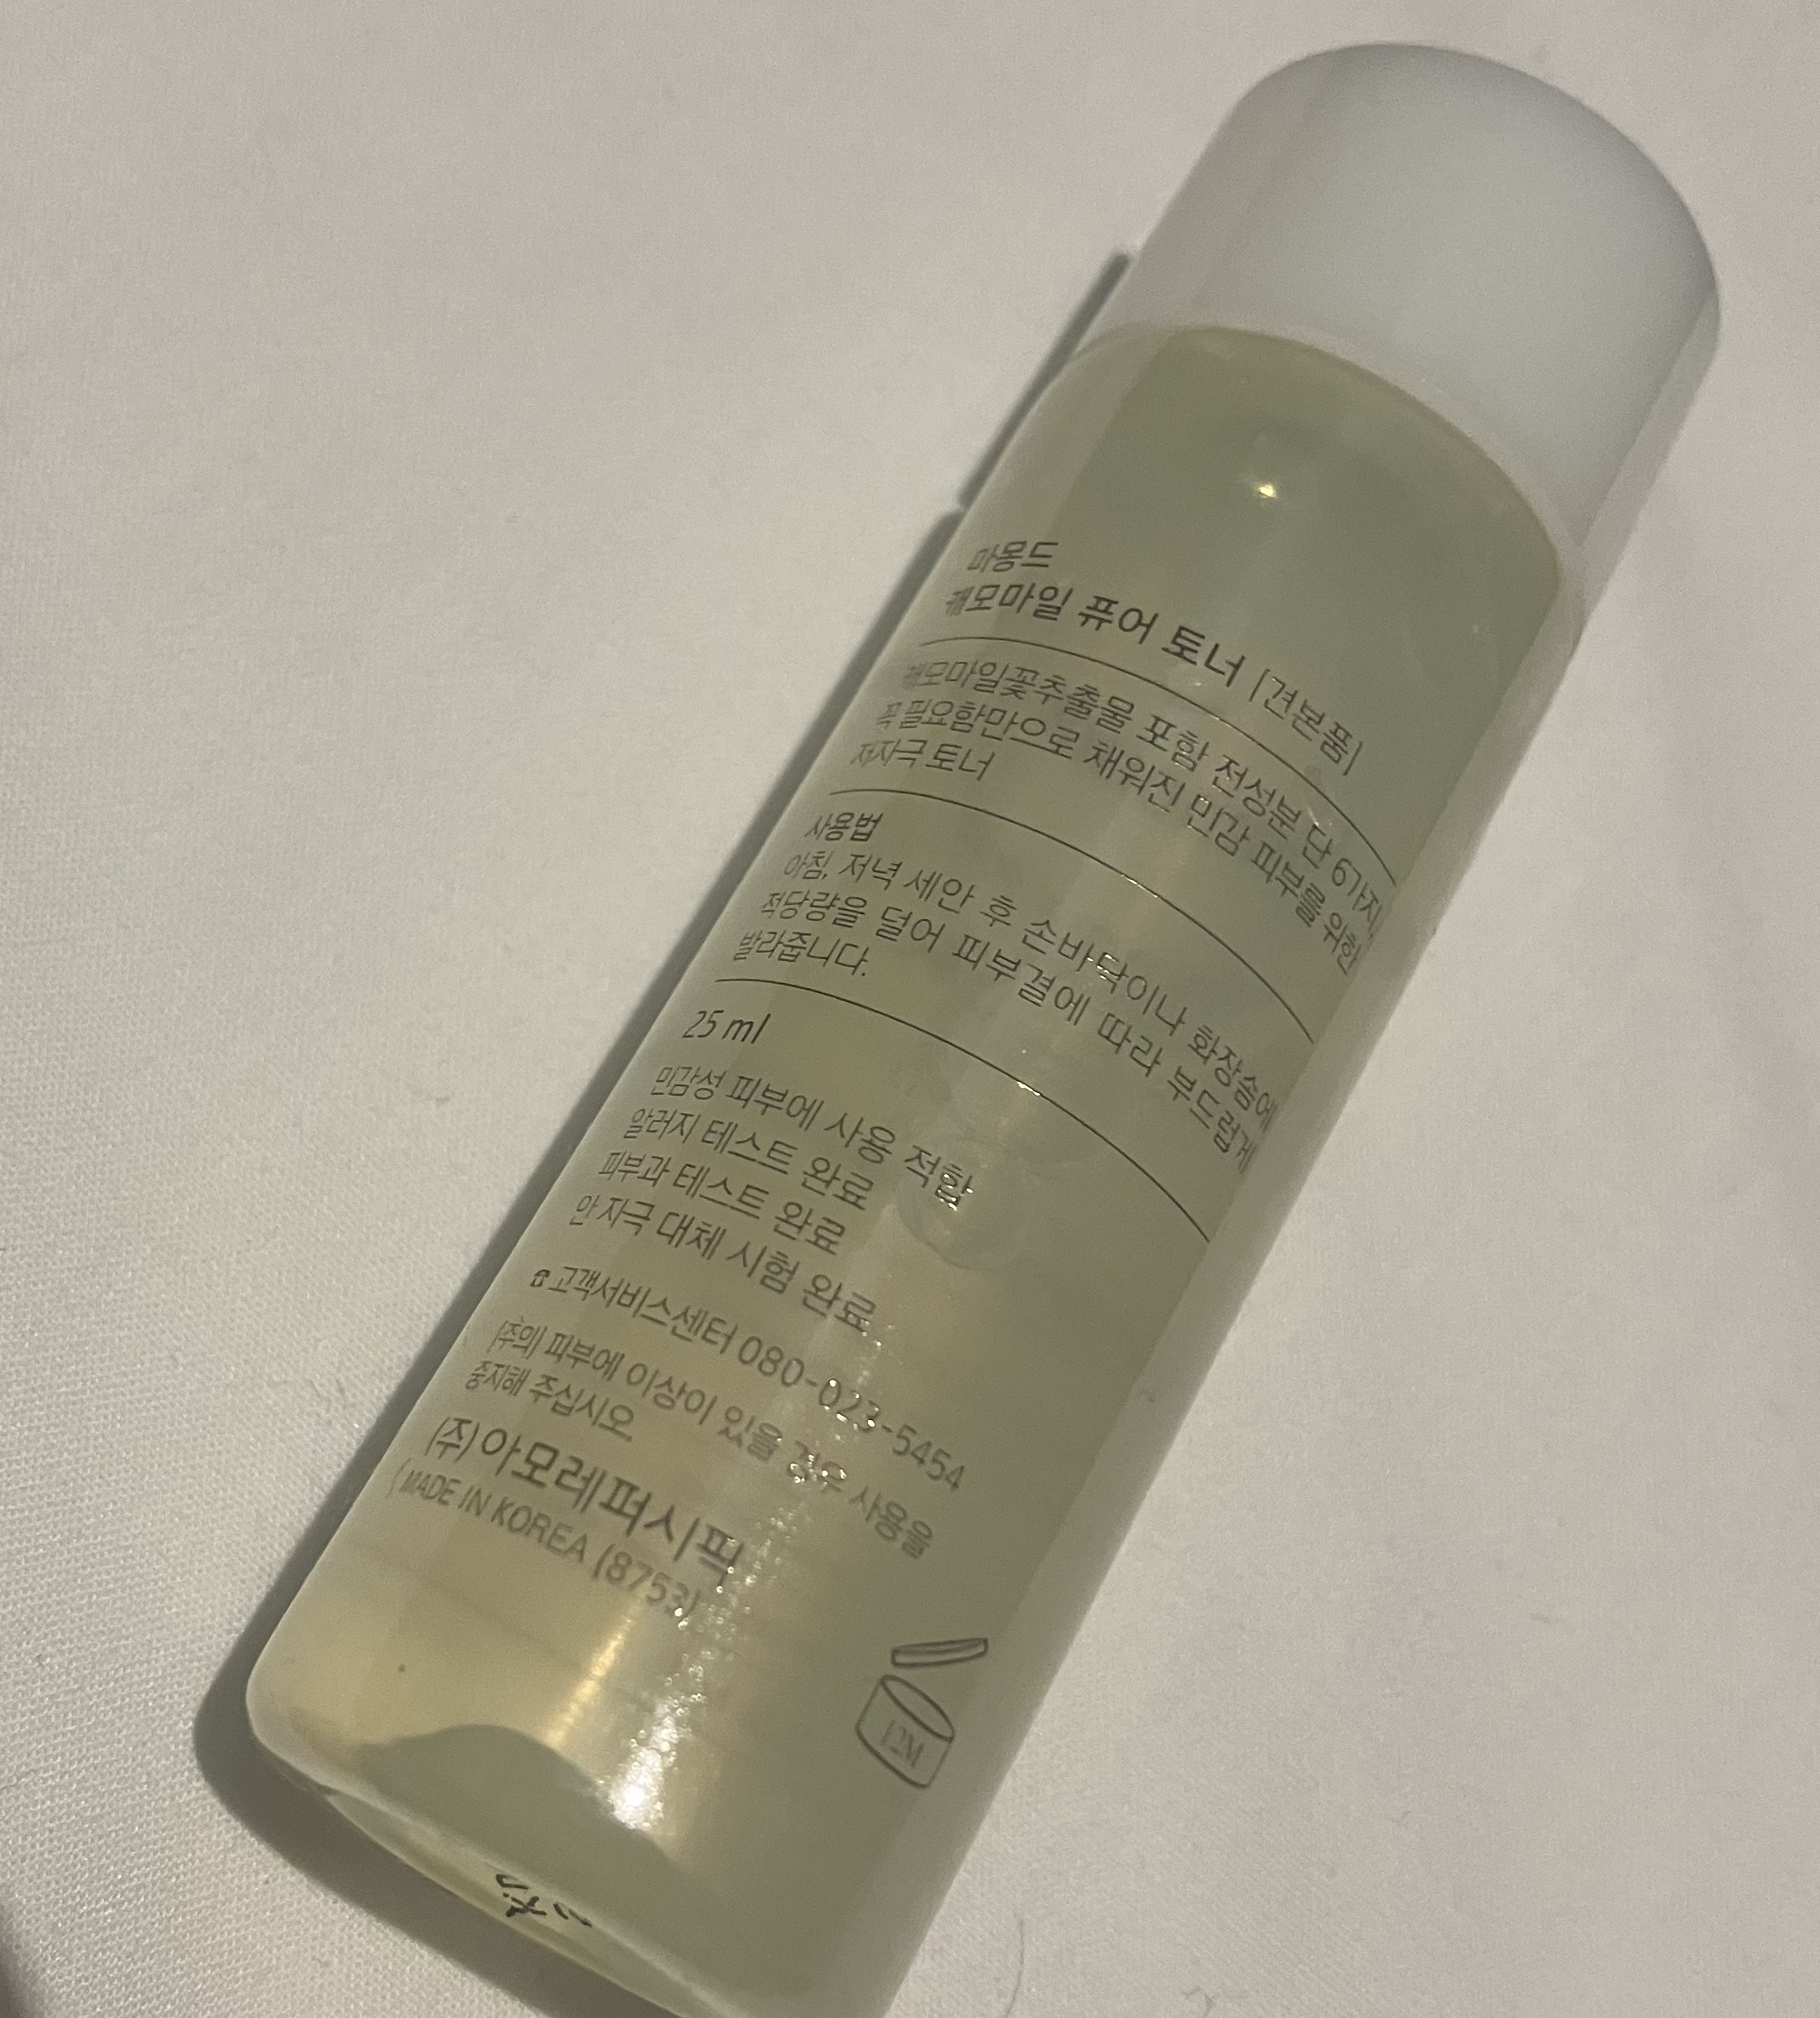 마몽드
캐모마일 퓨어 토너 [견본품]
캐모마일꽃추출물 포함 전성분 단 6가지,
꼭 필요함만으로 채워진 민감 피부를 위한
저자극 토너
사용법
아침, 저녁 세안 후 손바닥이나 화장솜에
적당량을 덜어 피부결에 따라 부드럽게
발라줍니다.
25 ml
민감성 피부에 사용 적합
알러지 테스트 완료
피부과 테스트 완료
안 자극 대체 시험 완료
☎ 고객서비스센터 080-023-5454
[주의] 피부에 이상이 있을 경우 사용을
중지해 주십시오
(주)아모레퍼시픽
MADE IN KOREA (8753)
12M